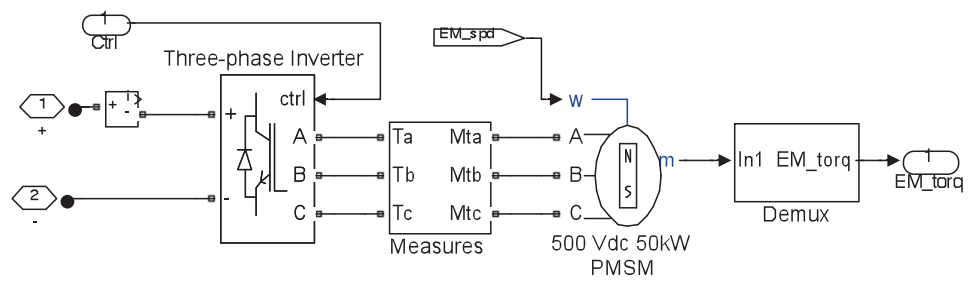 1
Ctrl
EM_spd
Three-phase Inverter
ctrl
w
1
+
+
i
-
+
A
Ta
Mta
A
N
m
In1
EM_torq
1
B
Tb
Mtb
B
S
EM_torq
2
-
-
C
Tc
Mtc
C
Demux
Measures
500 Vdc 50kW
PMSM